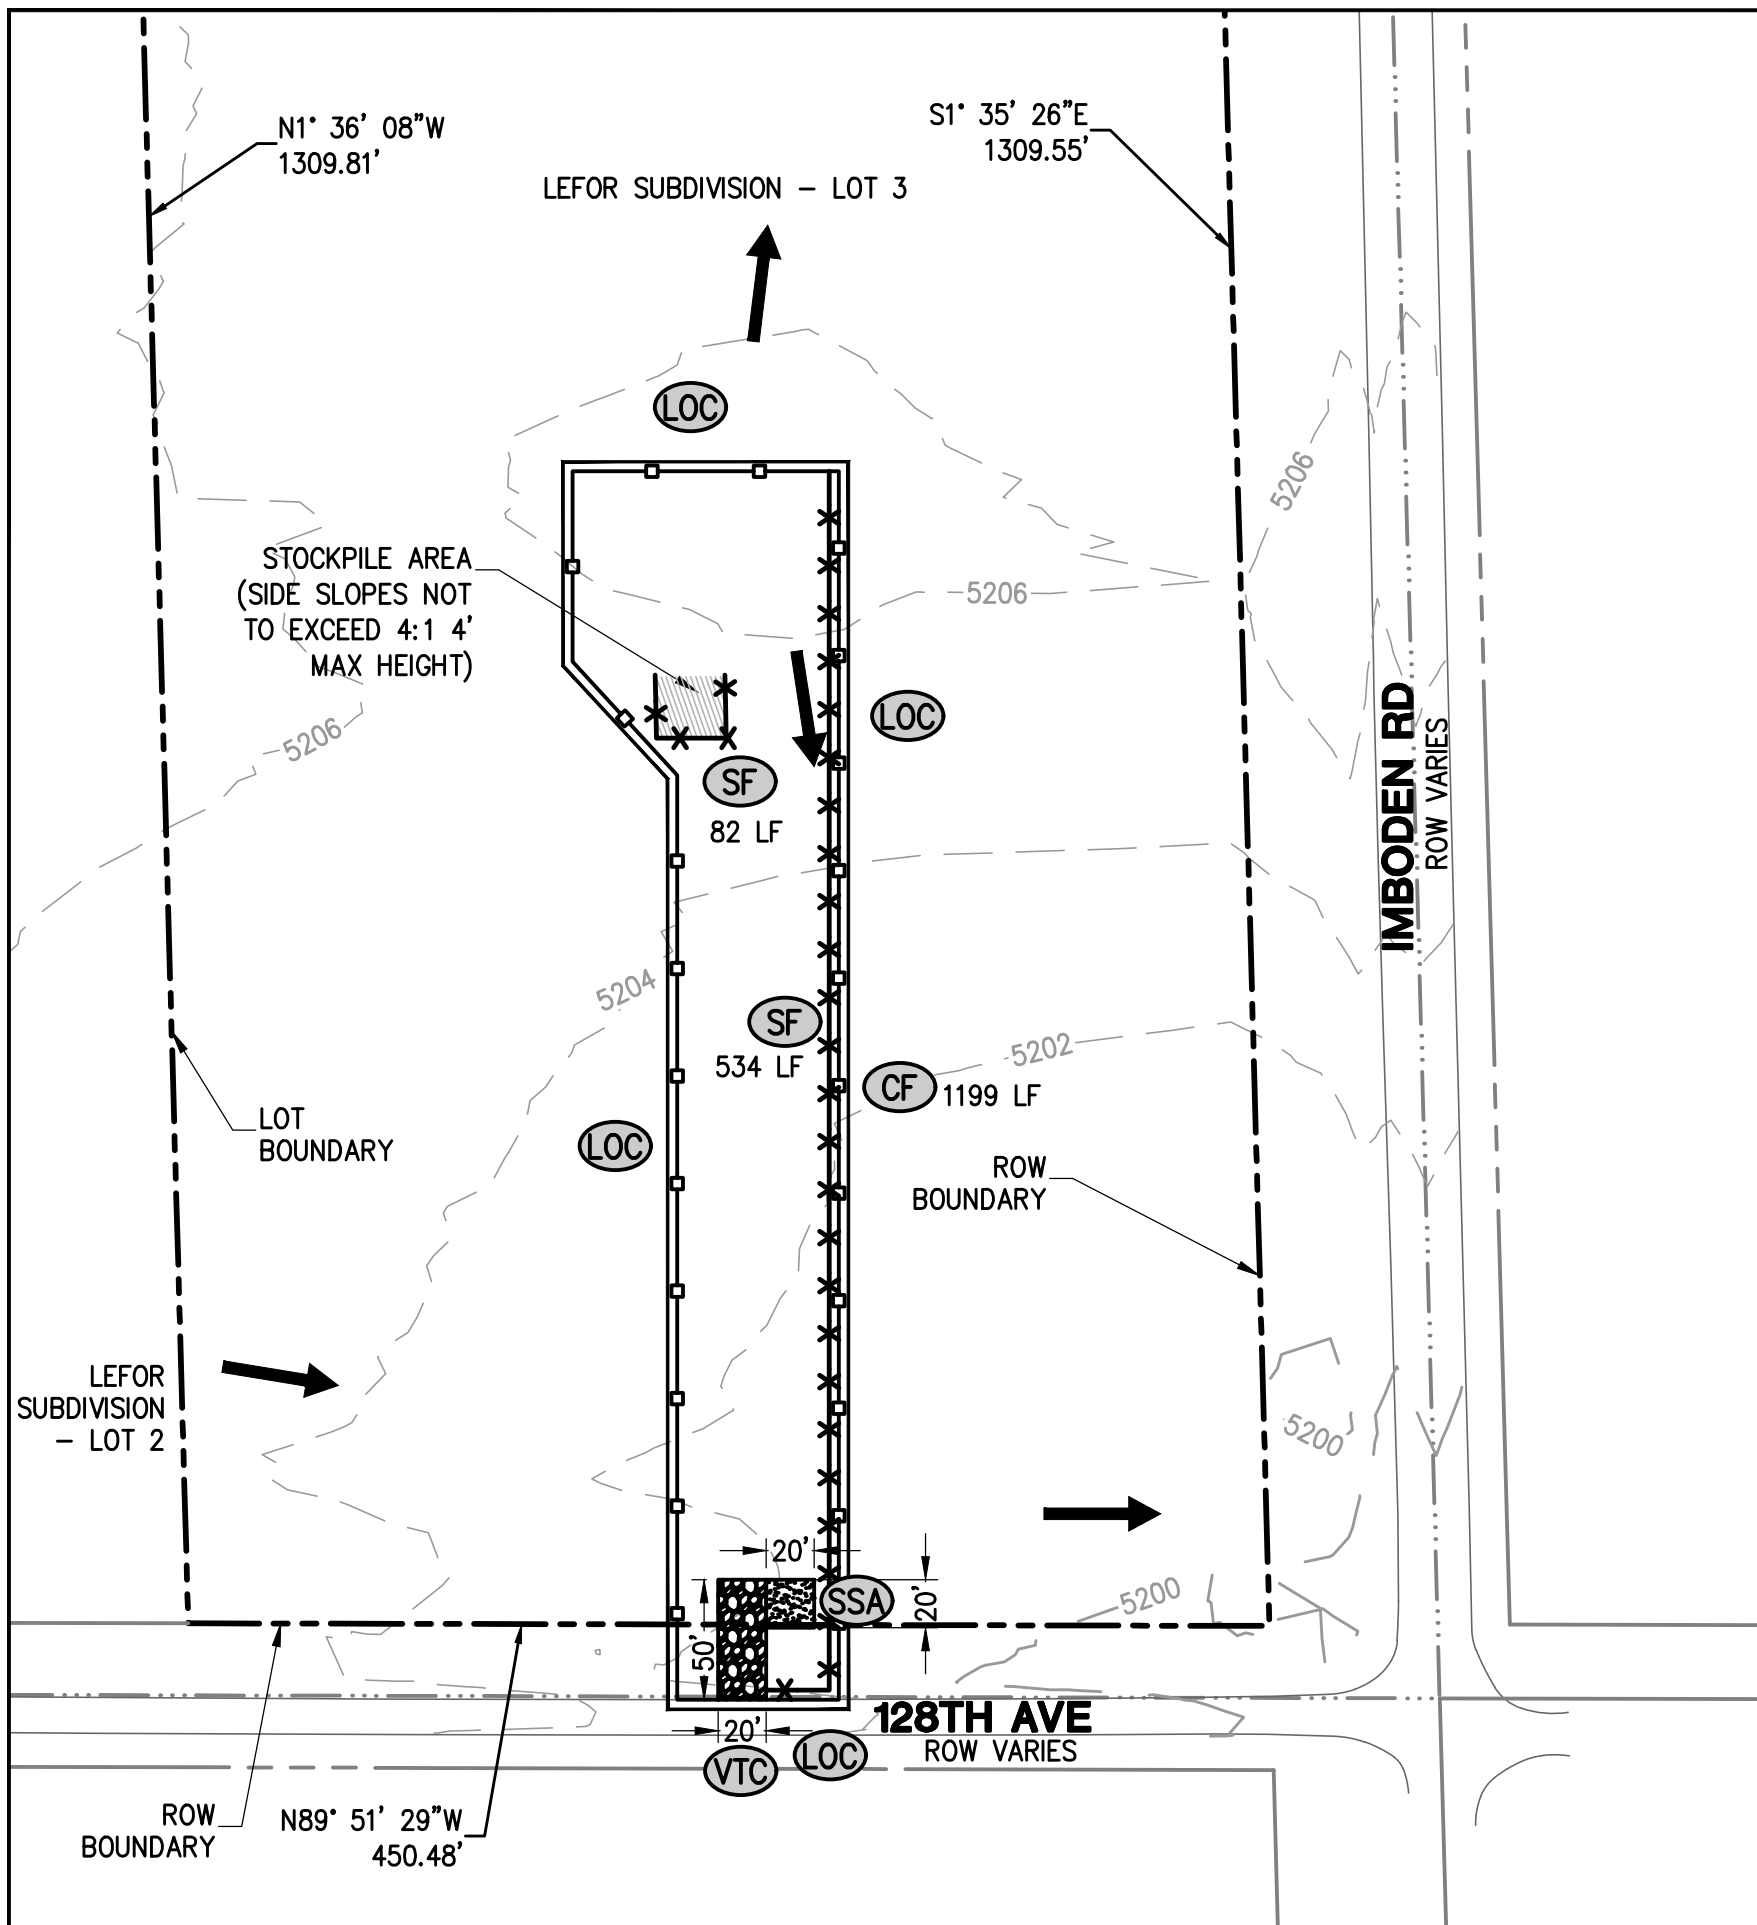 N1° 36' 08"W
1309.81'
S1° 35' 26"E
1309.55'
LEFOR SUBDIVISION – LOT 3
LOC
5206
STOCKPILE AREA
(SIDE SLOPES NOT
TO EXCEED 4:1 4'
MAX HEIGHT)
5206
5206
LOC
SF
82 LF
IMBODEN RD
ROW VARIES
5204
SF
534 LF
5202
CF
1199 LF
LOT
BOUNDARY
LOC
ROW
BOUNDARY
LEFOR
SUBDIVISION
– LOT 2
5200
20'
SSA
20'
5200
50'
128TH AVE
ROW VARIES
20'
VTC
LOC
ROW
BOUNDARY
N89° 51' 29"W
450.48'